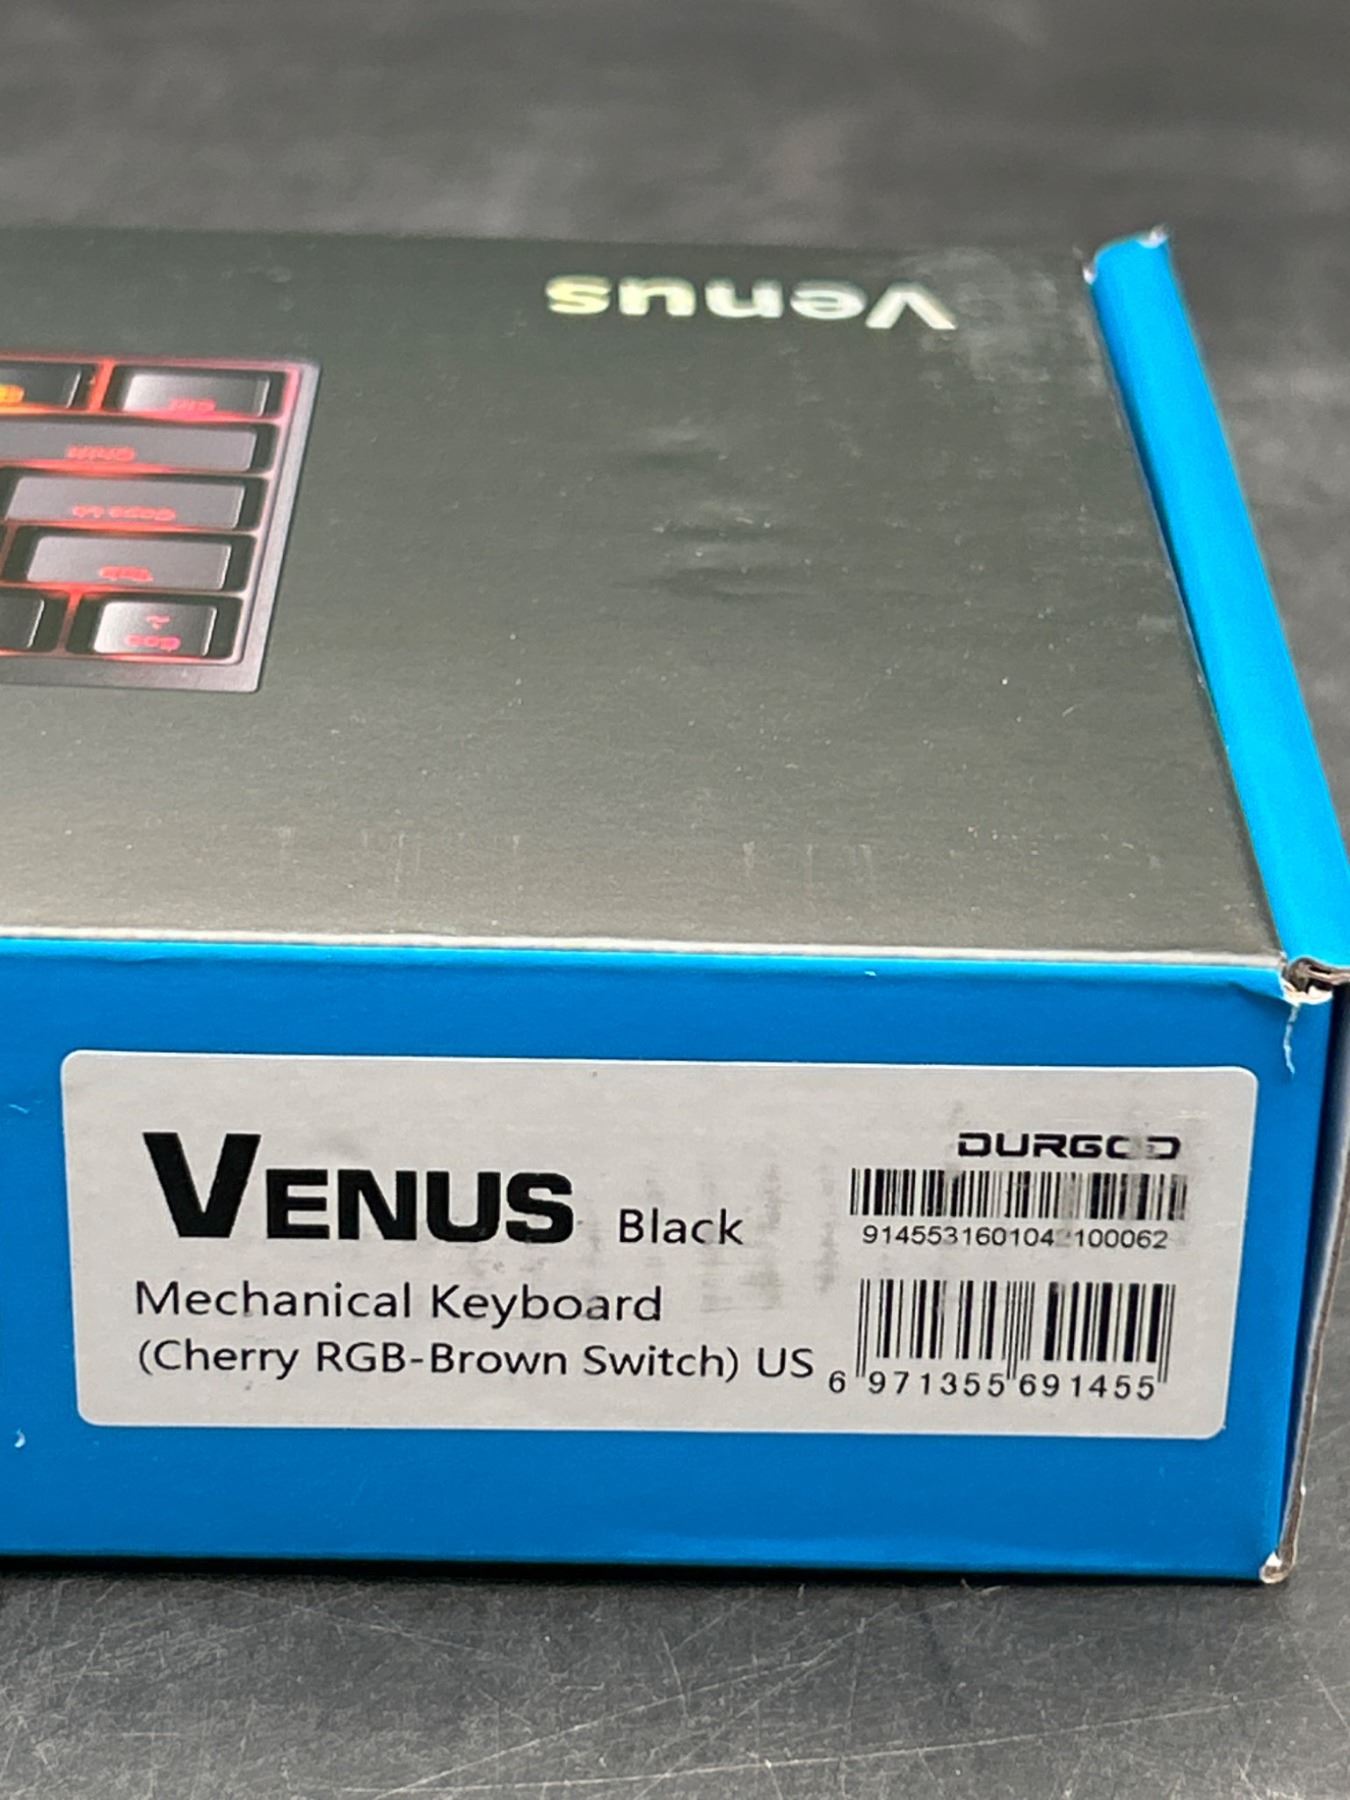 Venus
VENUS Black
Mechanical Keyboard
(Cherry RGB-Brown Switch) US
DURGOD
6 971355 691455